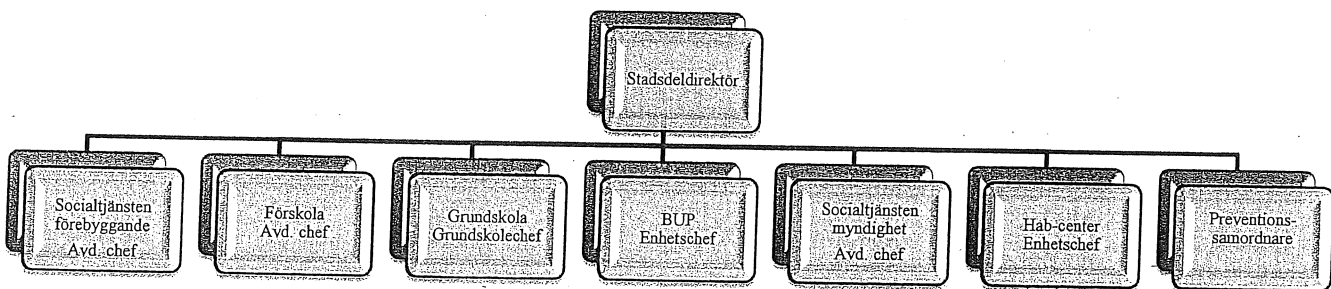 Stadsdeldirektör
Socialtjänsten
förebyggande
Avd. chef
Förskola
Avd. chef
Grundskola
Grundskolechef
BUP
Enhetschef
Socialtjänsten
myndighet
Avd. chef
Hab-center
Enhetschef
Preventions-
samordnare